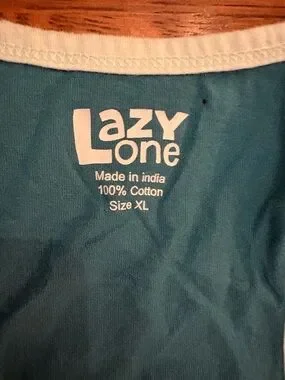 LAZY
one
Made in india
100% Cotton
Size XL